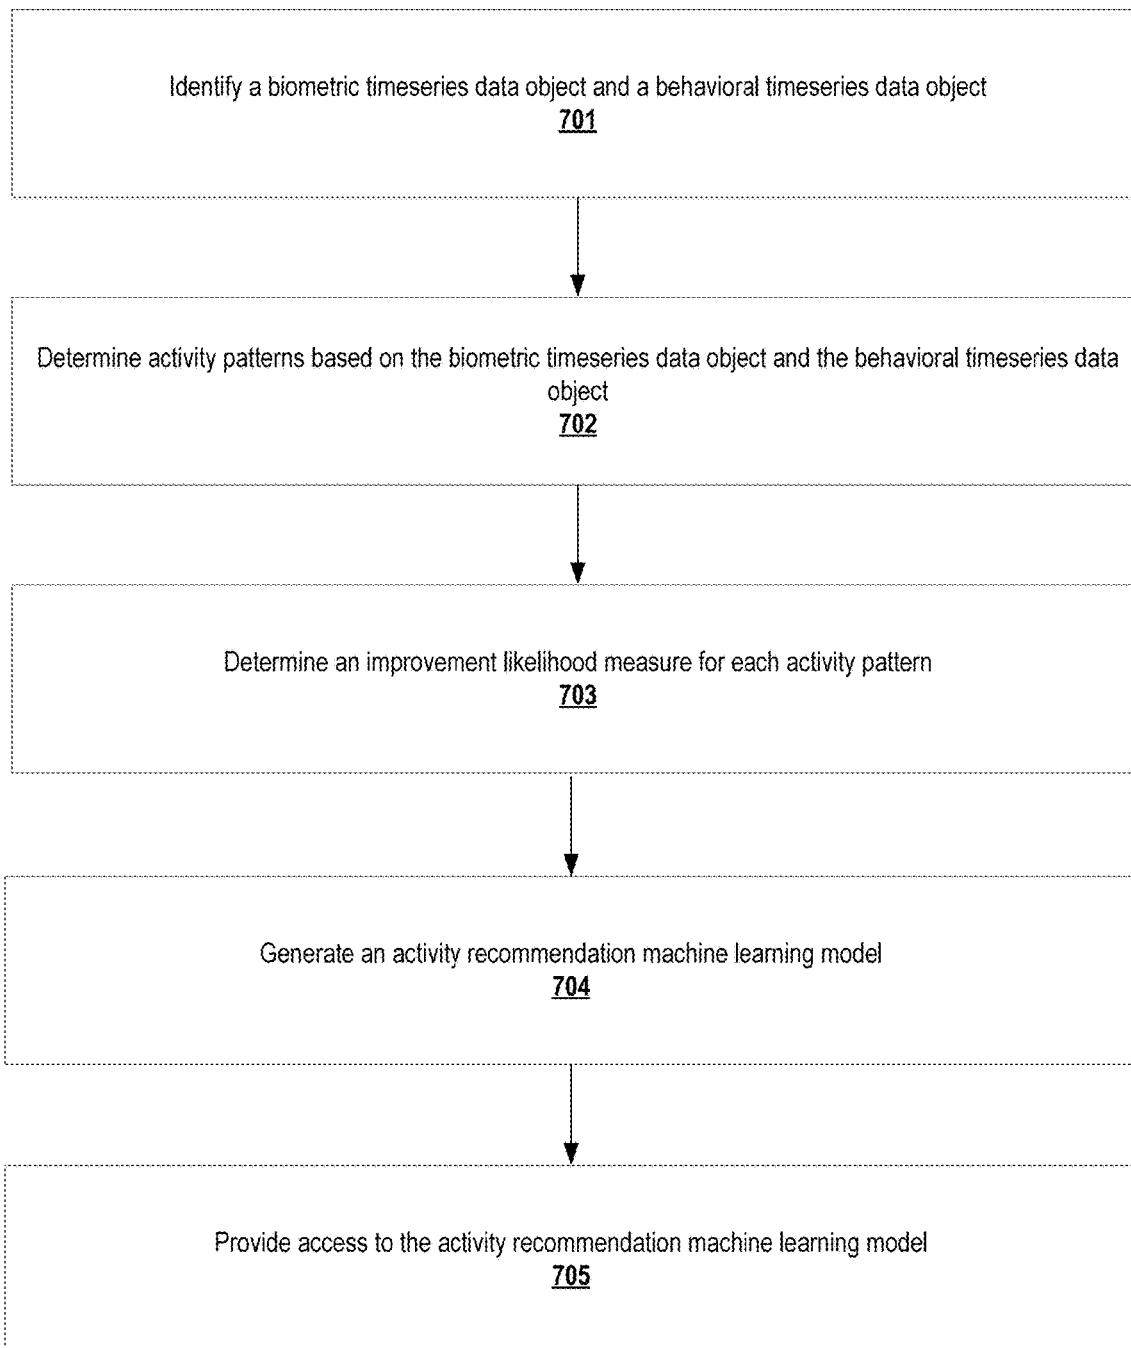 Identify a biometric timeseries data object and a behavioral timeseries data object
701
Determine activity patterns based on the biometric timeseries data object and the behavioral timeseries data
object
702
Determine an improvement likelihood measure for each activity pattern
703
Generate an activity recommendation machine learning model
704
Provide access to the activity recommendation machine learning model
705